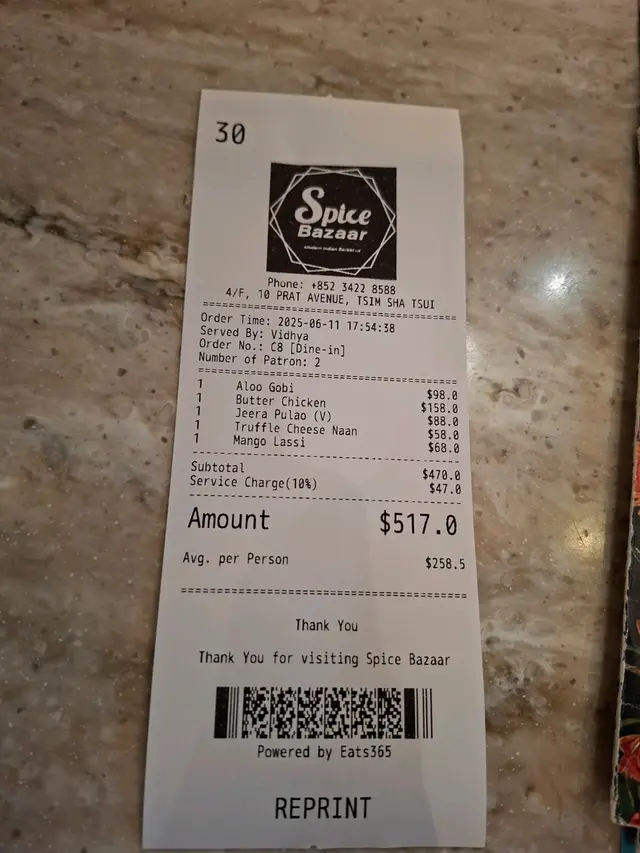 30
Spice
Bazaar
Phone: +852 3422 8588
4/F, 10 PRAT AVENUE, TSIM SHA TSUI
Order Time: 2025-06-11 17:54:38
Served By: Vidhya
Order No.: C8 [Dine-in]
Number of Patron: 2
1 Aloo Gobi $98.0
1 Butter Chicken $158.0
1 Jeera Pulao (V) $88.0
1 Truffle Cheese Naan $58.0
1 Mango Lassi $68.0
Subtotal $470.0
Service Charge(10%) $47.0
Amount $517.0
Avg. per Person $258.5
Thank You
Thank You for visiting Spice Bazaar
Powered by Eats365
REPRINT